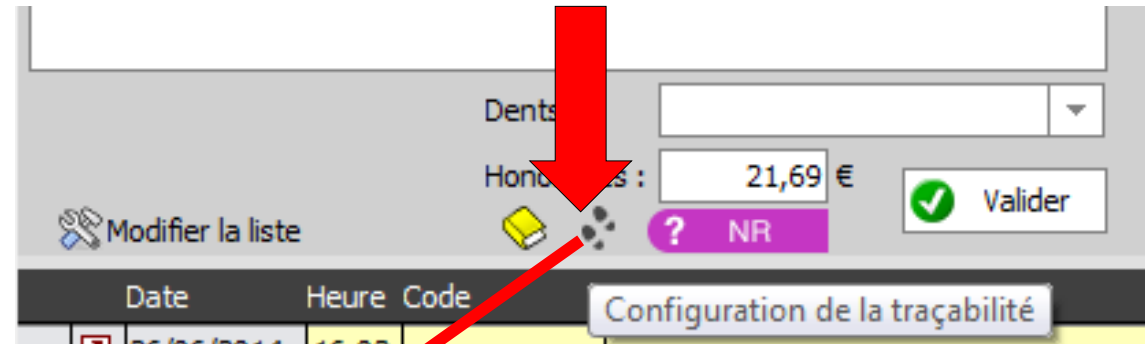 Dents
Hono s : 21,69 €
Valider
Modifier la liste
? NR
Date Heure Code
Configuration de la traçabilité